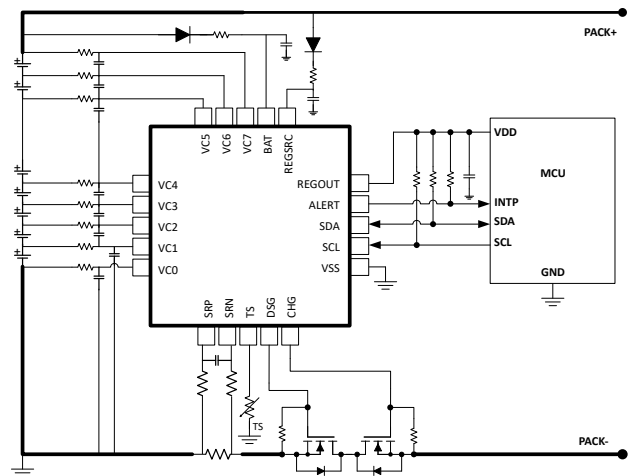 PACK+
VC5
VC6
VC7
BAT
REGSRC
VDD
MCU
VC4
REGOUT
VC3
ALERT
INTP
VC2
SDA
SDA
VC1
SCL
SCL
VC0
VSS
GND
SRP
SRN
TS
DSG
CHG
TS
PACK-